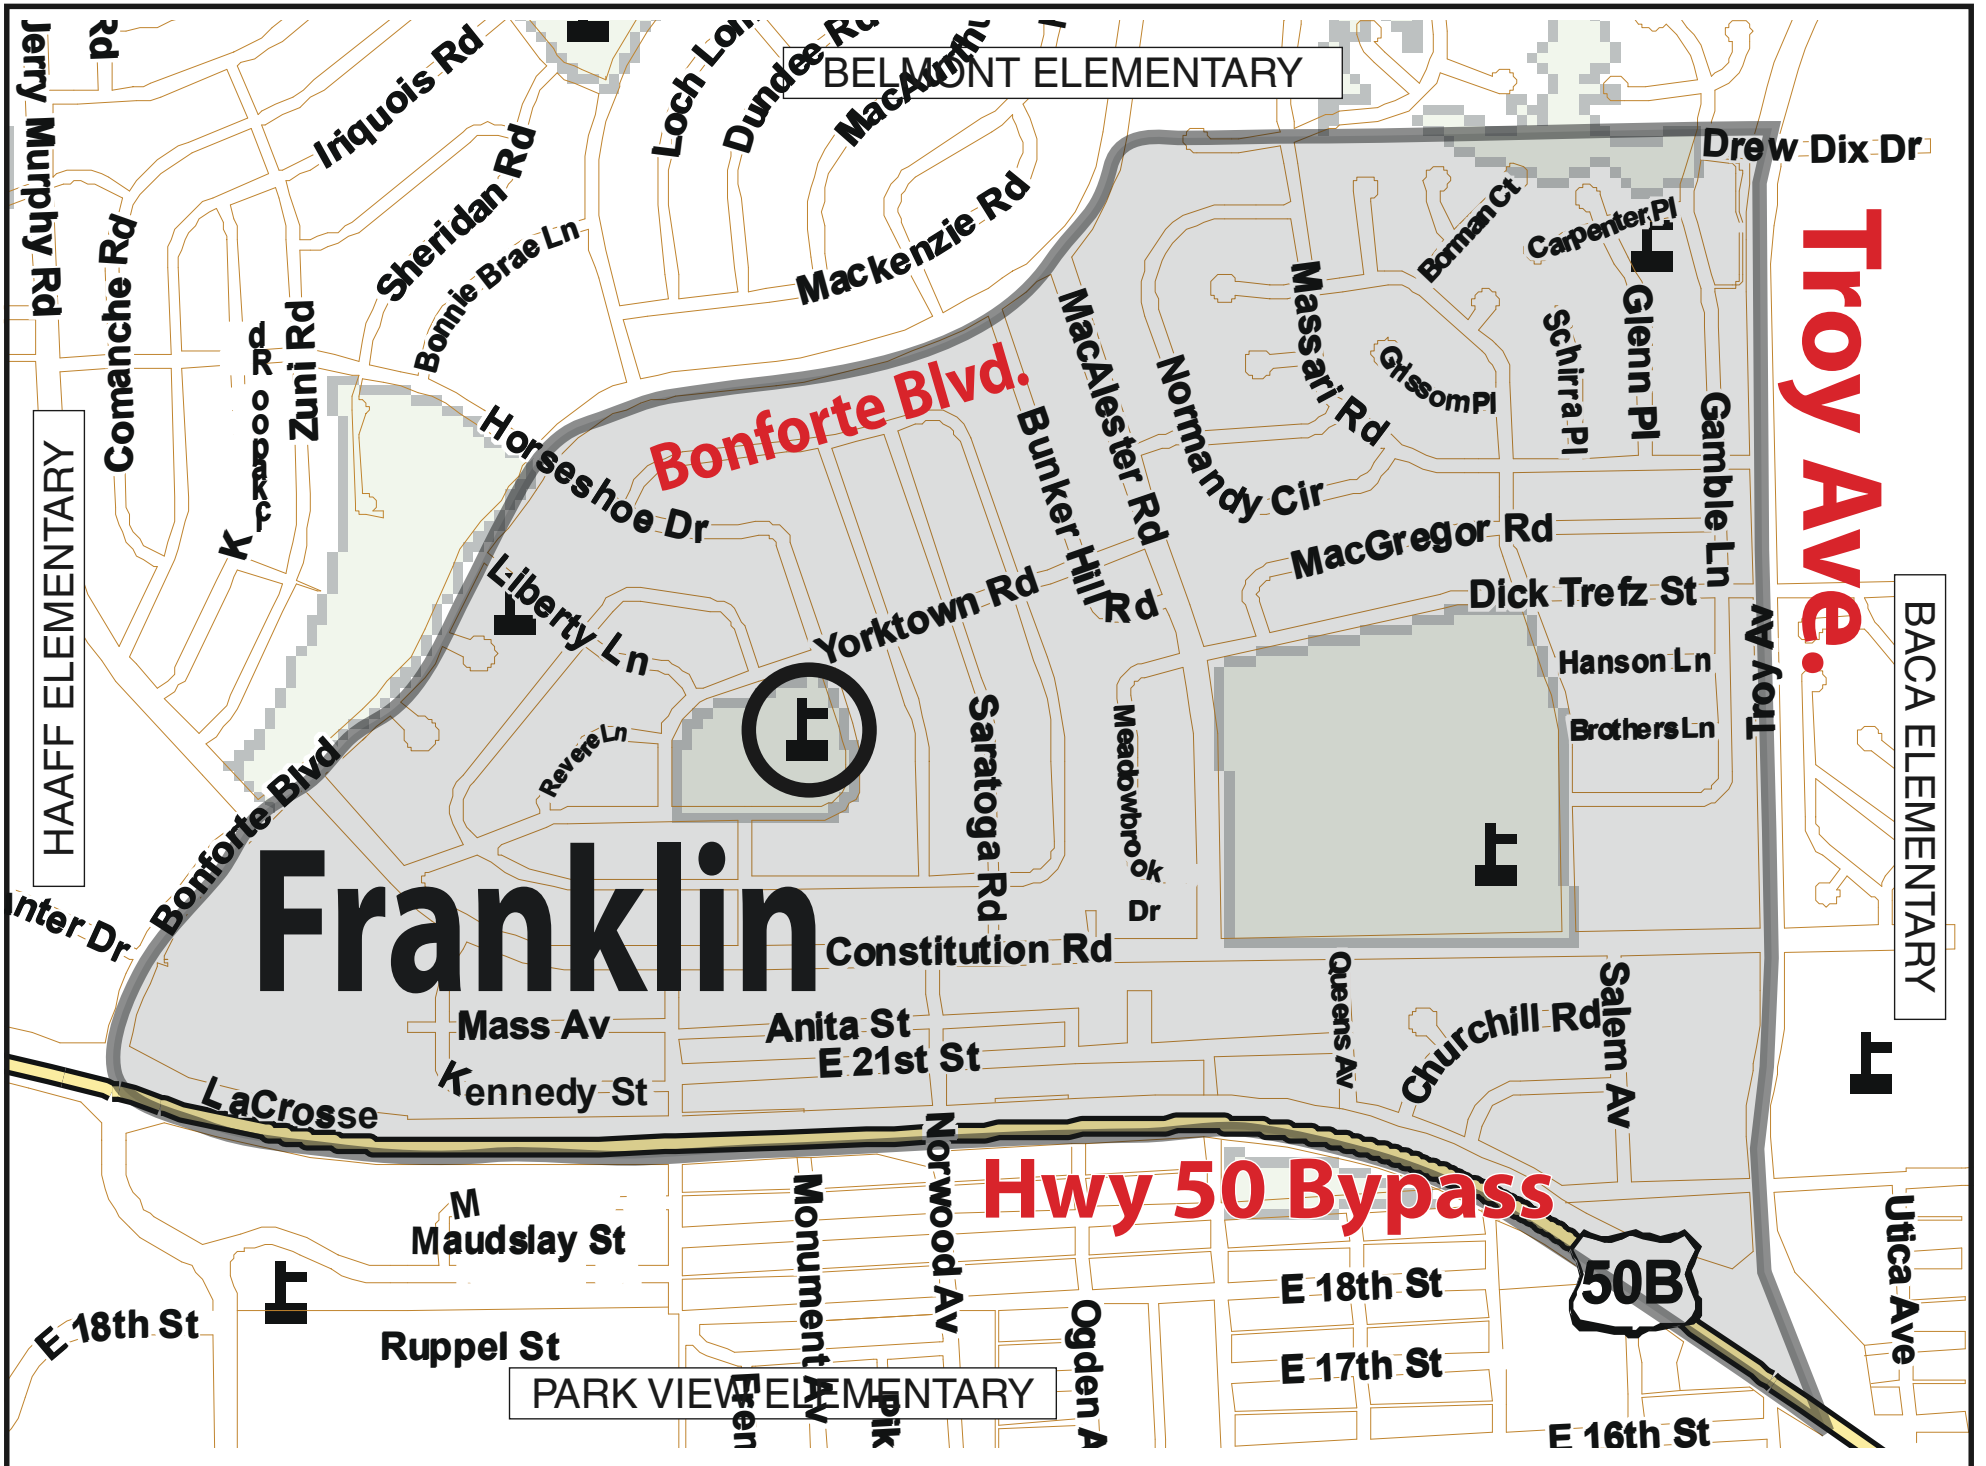 Jerry Murphy Rd
Rd
Iriquois Rd
Sheridan Rd
Bonnie Brae Ln
Comanche Rd
Zuni Rd
Dundee Rd
BELMONT ELEMENTARY
Mackenzie Rd
Drew Dix Dr
Borman Ct
Carpenter Pl
Troy Ave.
Massari Rd
Glenn Pl
Schirra Pl
Grissom Pl
MacAlester Rd
Normandy Cir
Gamble Ln
Bonforte Blvd.
Bunker Hill Rd
Horseshoe Dr
MacGregor Rd
HAAFF ELEMENTARY
Liberty Ln
Yorktown Rd
Dick Trefz St
Hanson Ln
Troy Av
BACA ELEMENTARY
Brothers Ln
Revere Ln
Saratoga Rd
Meadowbrook
Dr
Bonforte Blvd
Franklin
nter Dr
Constitution Rd
Queens Av
Salem Av
Churchill Rd
Mass Av
Anita St
E 21st St
Kennedy St
LaCrosse
Norwood Av
Hwy 50 Bypass
M
Maudslay St
Monument Av
50B
Utica Ave
E 18th St
E 18th St
Ruppel St
Ogden A
E 17th St
PARK VIEW ELEMENTARY
Pik
E 16th St